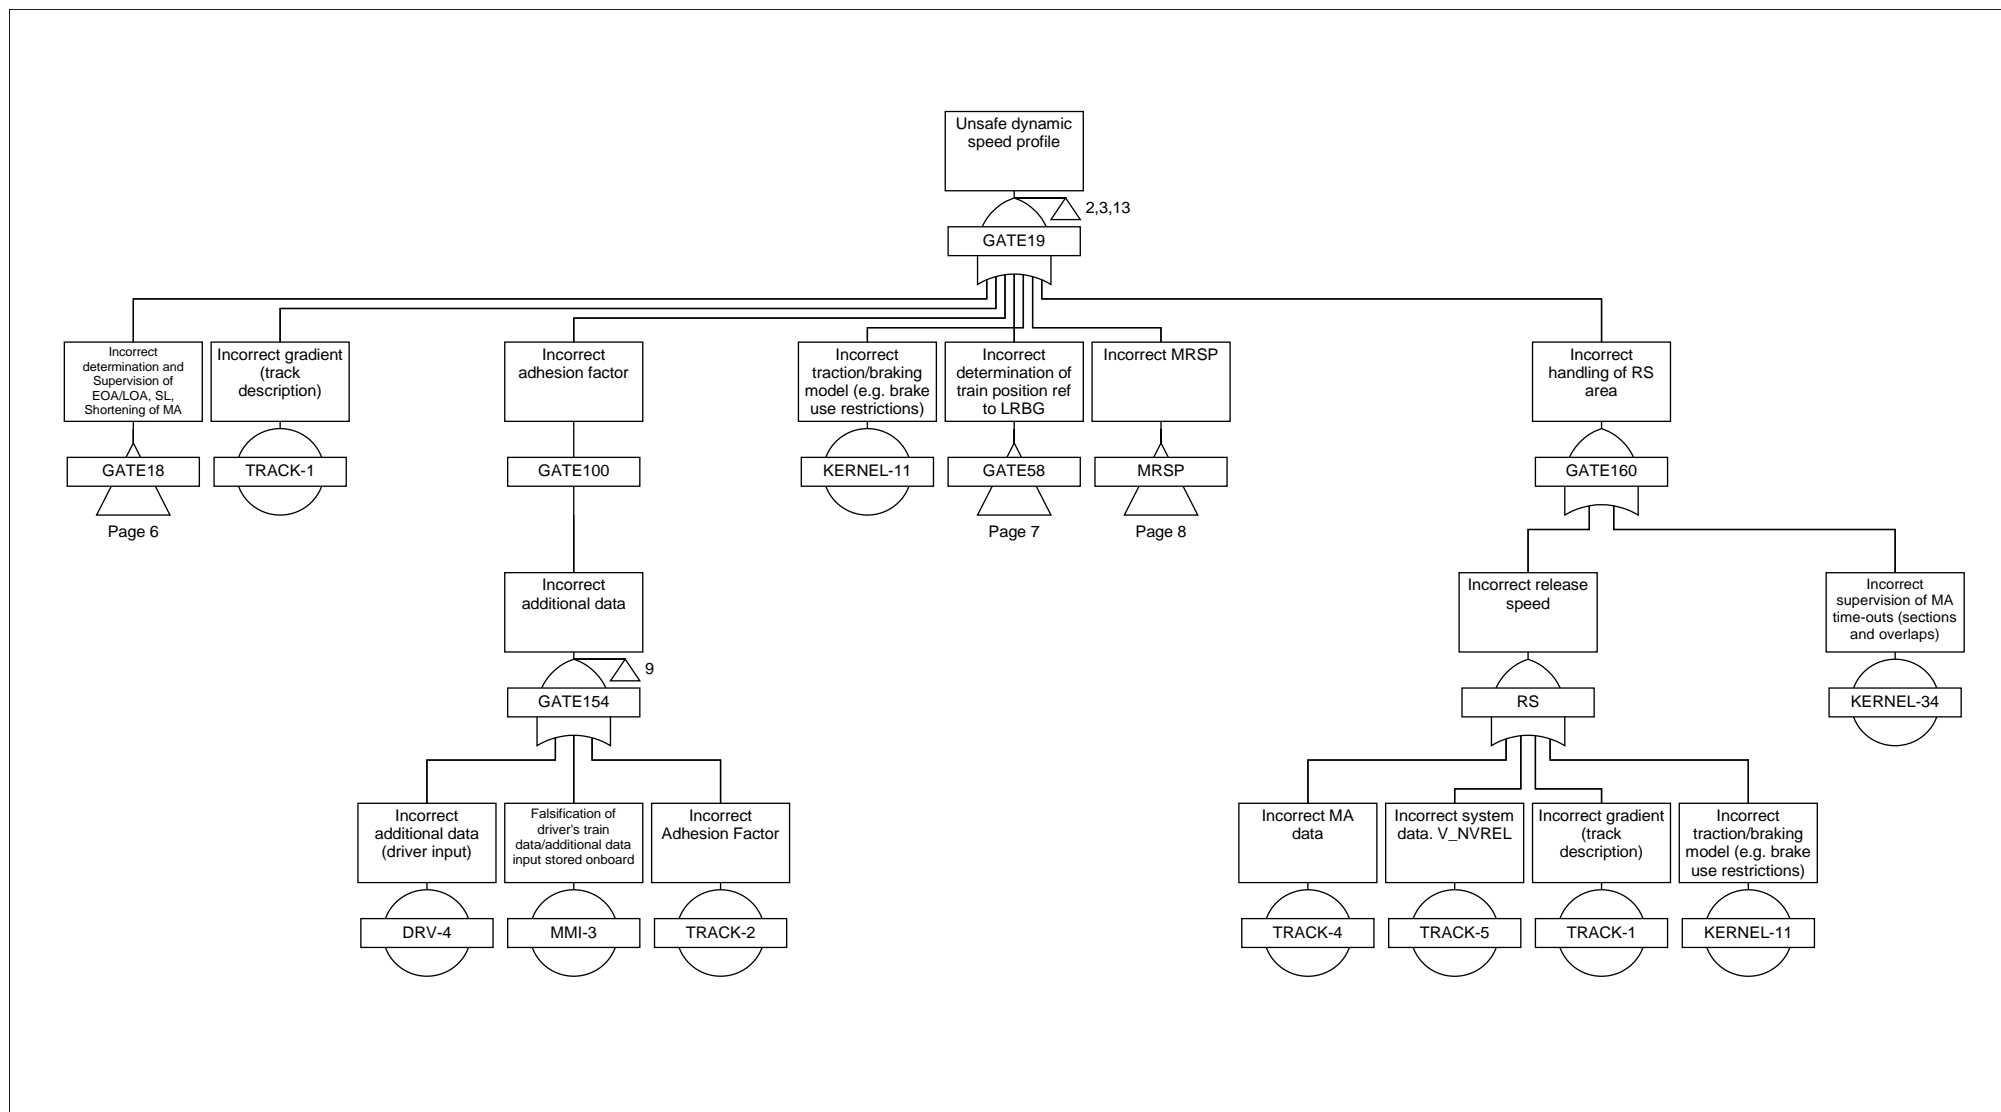 Unsafe dynamic
speed profile
2,3,13
GATE19
Incorrect
determination and
Supervision of
EOA/LOA, SL,
Shortening of MA
GATE18
Page 6
Incorrect gradient
(track
description)
TRACK-1
Incorrect
adhesion factor
GATE100
Incorrect
traction/braking
model (e.g. brake
use restrictions)
KERNEL-11
Incorrect
determination of
train position ref
to LRBG
GATE58
Page 7
Incorrect MRSP
MRSP
Page 8
Incorrect
handling of RS
area
GATE160
Incorrect
additional data
9
GATE154
Incorrect release
speed
RS
Incorrect
supervision of MA
time-outs (sections
and overlaps)
KERNEL-34
Incorrect
additional data
(driver input)
DRV-4
Falsification of
driver's train
data/additional data
input stored onboard
MMI-3
Incorrect
Adhesion Factor
TRACK-2
Incorrect MA
data
TRACK-4
Incorrect system
data. V_NVREL
TRACK-5
Incorrect gradient
(track
description)
TRACK-1
Incorrect
traction/braking
model (e.g. brake
use restrictions)
KERNEL-11